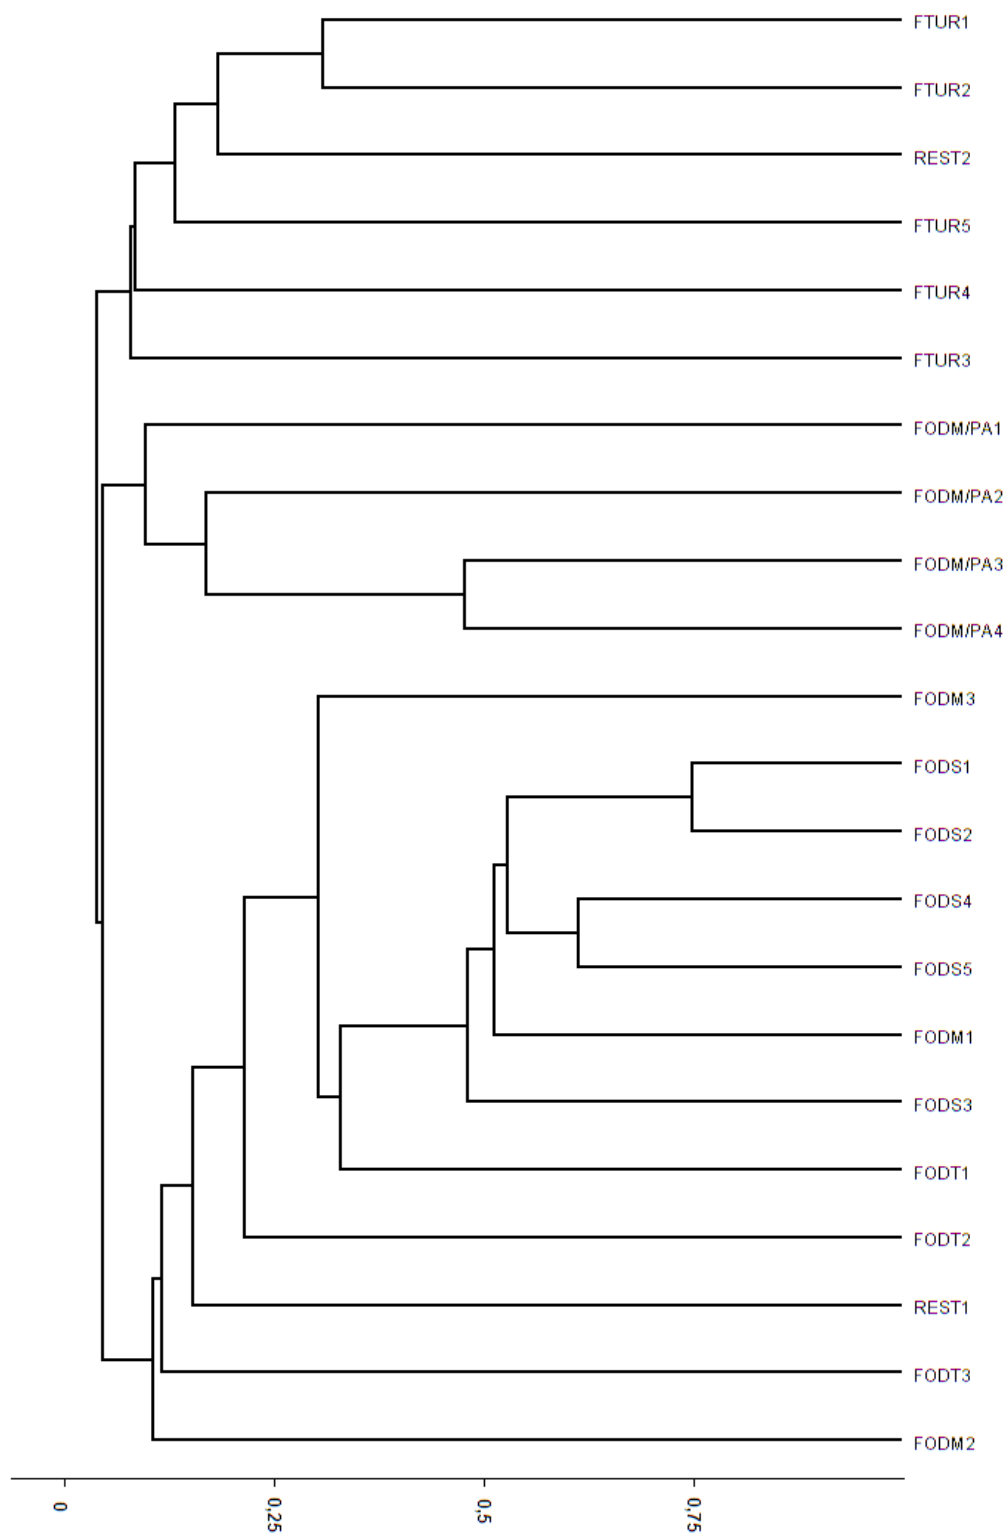 FTUR1
FTUR2
REST2
FTUR5
FTUR4
FTUR3
FODM/PA1
FODM/PA2
FODM/PA3
FODM/PA4
FODM3
FODS1
FODS2
FODS4
FODS5
FODM1
FODS3
FODT1
FODT2
REST1
FODT3
FODM2
0
0,25
0,5
0,75